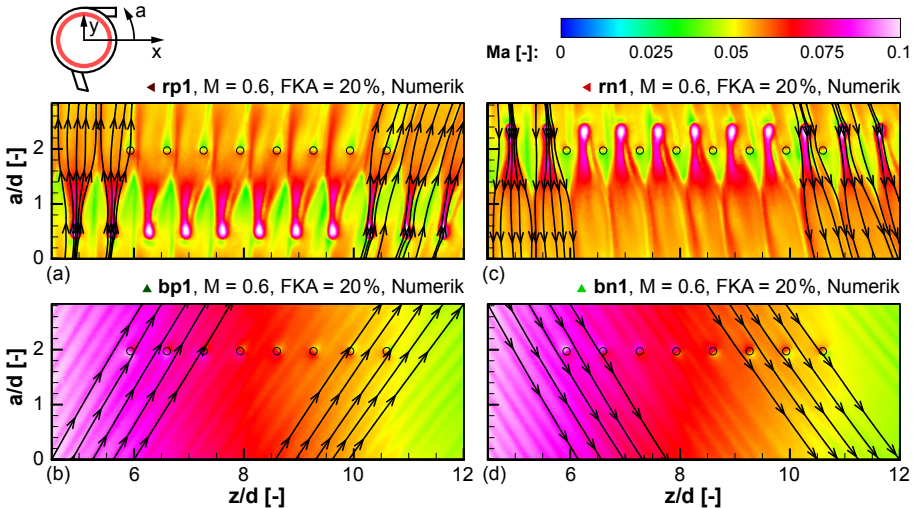 a
y
x
Ma [-]: 0 0.025 0.05 0.075 0.1
rp1, M = 0.6, FKA = 20%, Numerik
rn1, M = 0.6, FKA = 20%, Numerik
a/d [-]
2
1
0
(a)
(c)
bp1, M = 0.6, FKA = 20%, Numerik
bn1, M = 0.6, FKA = 20%, Numerik
a/d [-]
2
1
0
(b)
(d)
6 8 10 12
6 8 10 12
z/d [-]
z/d [-]